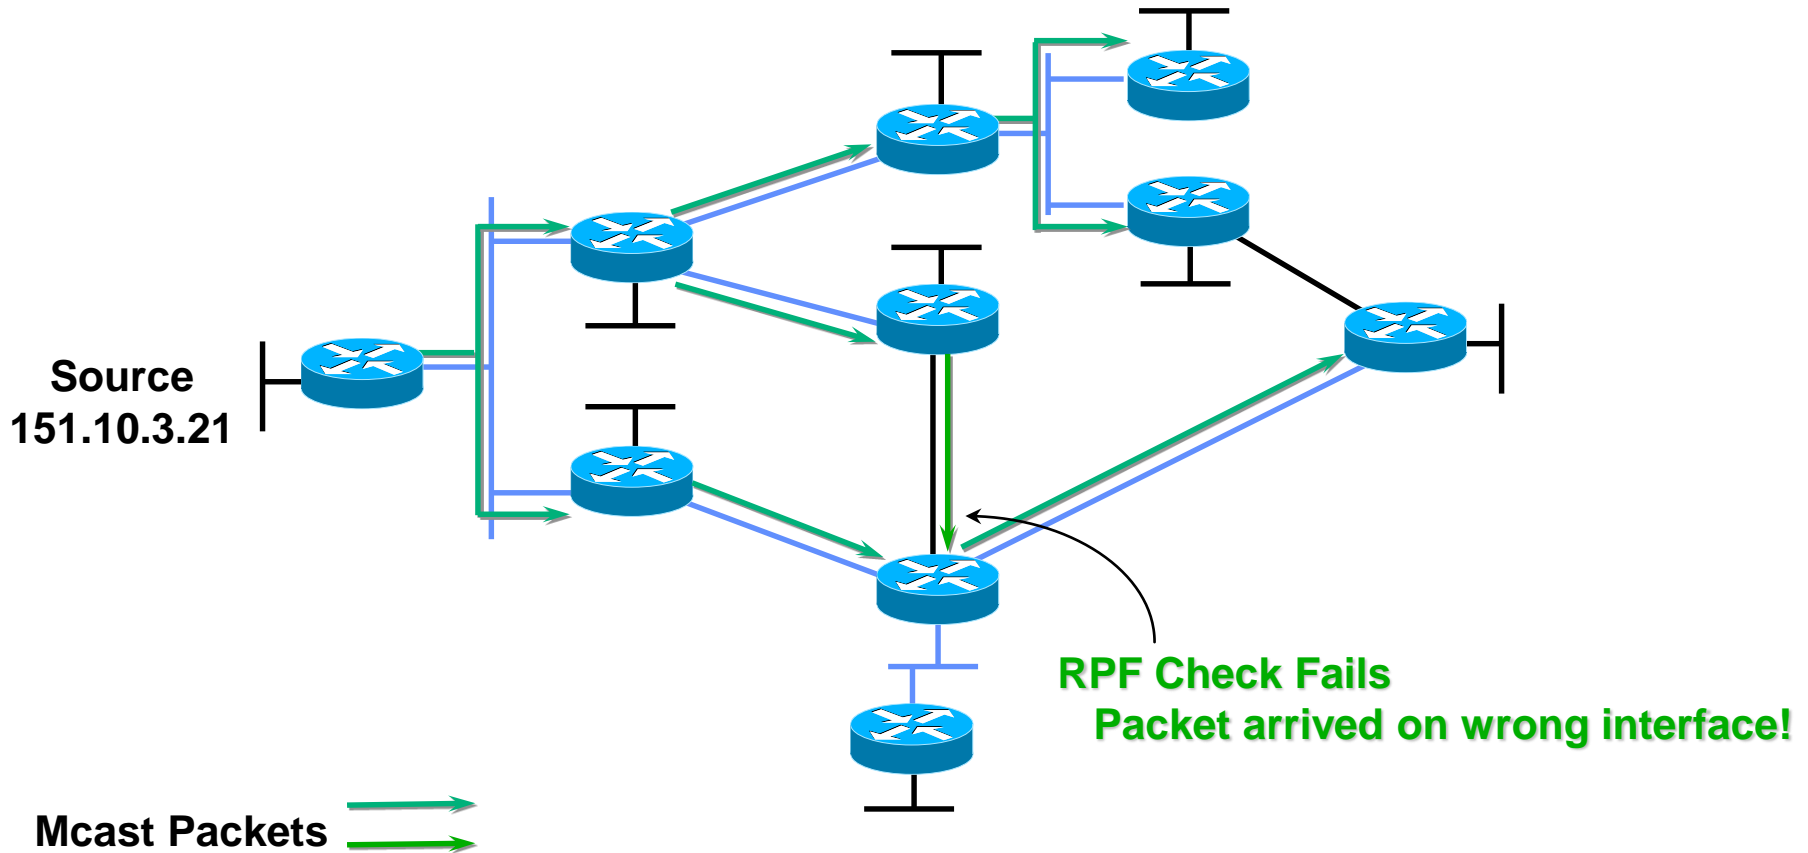 Source
151.10.3.21
RPF Check Fails
Packet arrived on wrong interface!
Mcast Packets